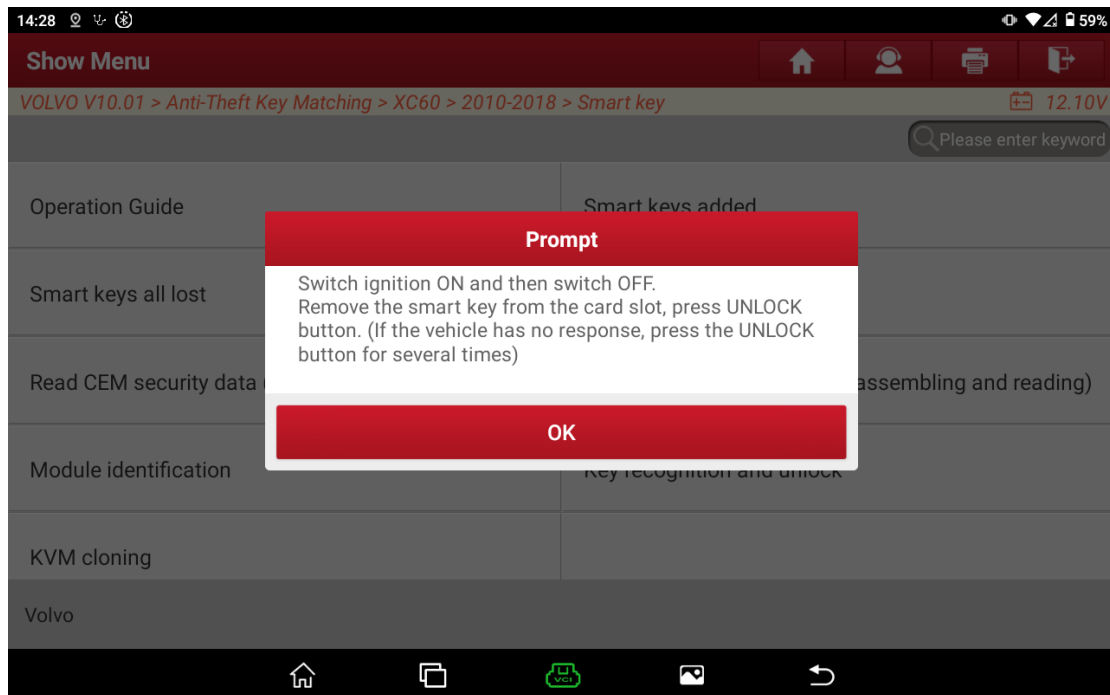 14:28
59%
Show Menu
VOLVO V10.01 > Anti-Theft Key Matching > XC60 > 2010-2018 > Smart key
12.10V
Please enter keyword
Operation Guide
Smart keys added
Prompt
Switch ignition ON and then switch OFF.
Remove the smart key from the card slot, press UNLOCK
button. (If the vehicle has no response, press the UNLOCK
button for several times)
Smart keys all lost
Read CEM security data
assembling and reading)
OK
Module identification
Key recognition and unlock
KVM cloning
Volvo
VCI